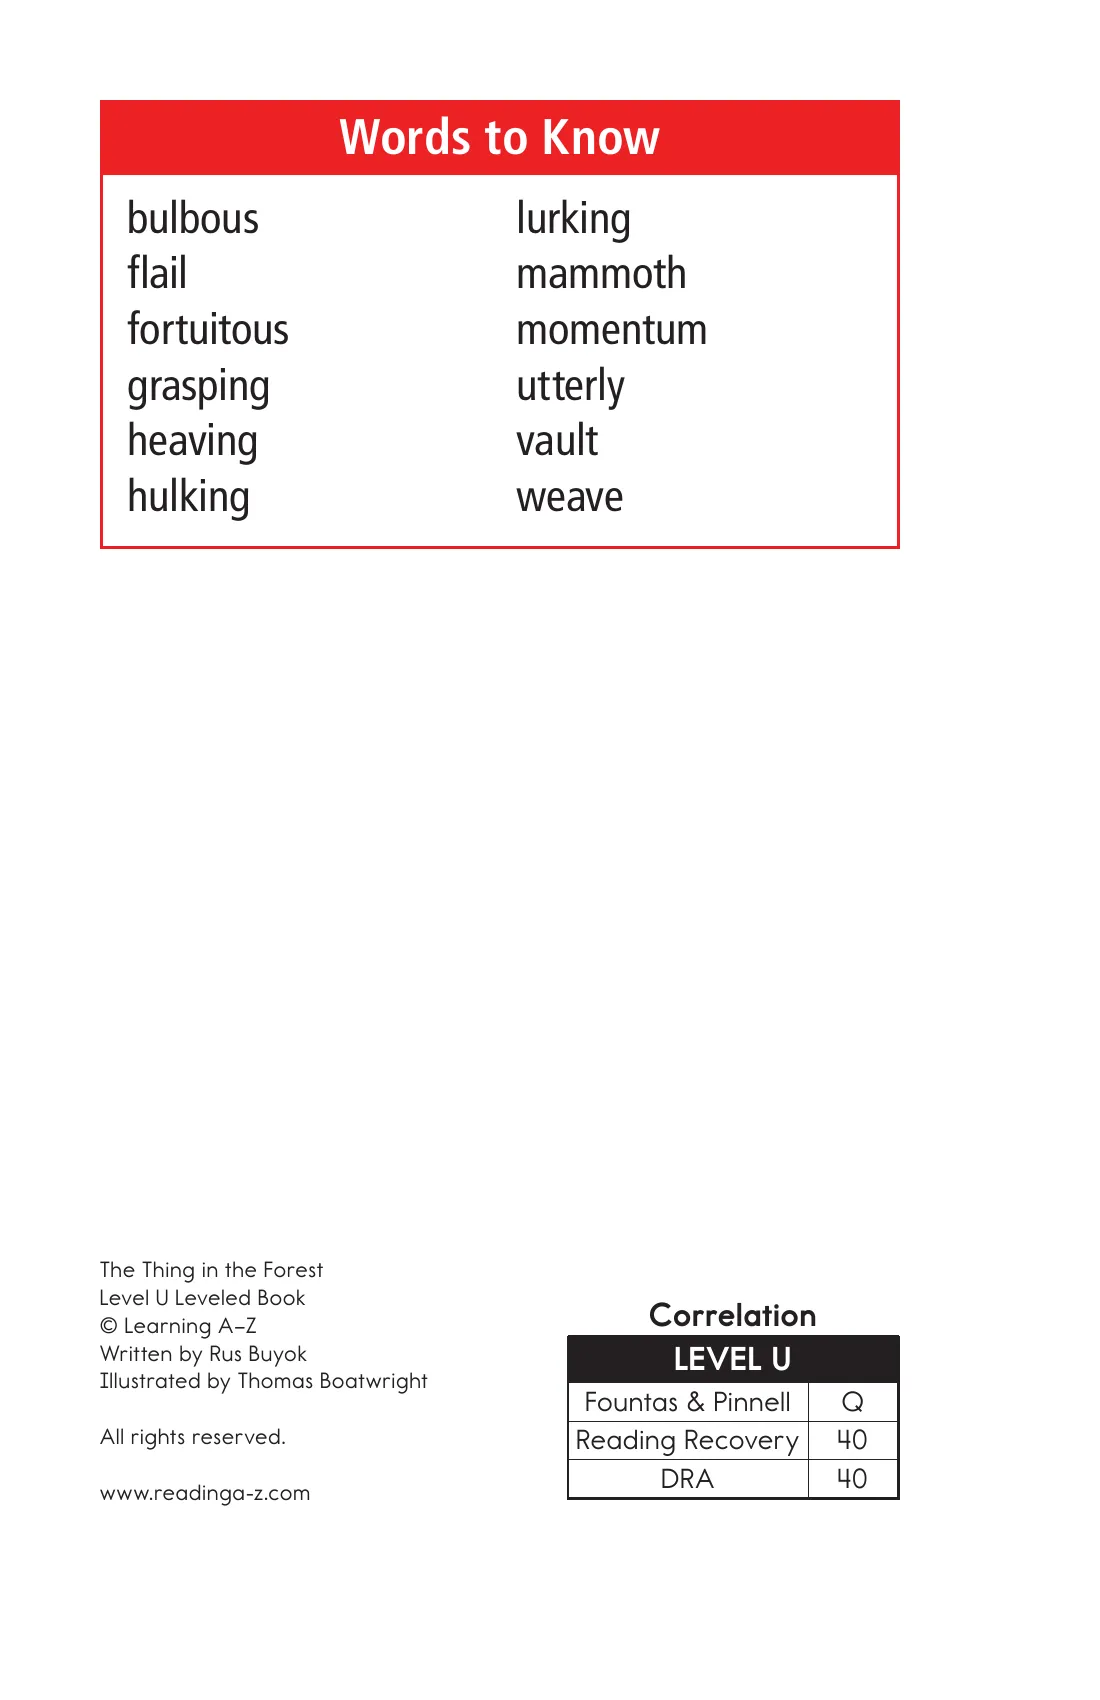 Words to Know
bulbous
flail
fortuitous
grasping
heaving
hulking
lurking
mammoth
momentum
utterly
vault
weave
The Thing in the Forest
Level U Leveled Book
© Learning A–Z
Written by Rus Buyok
Illustrated by Thomas Boatwright
All rights reserved.
www.readinga-z.com
Correlation
LEVEL U
Fountas & Pinnell Q
Reading Recovery 40
DRA 40